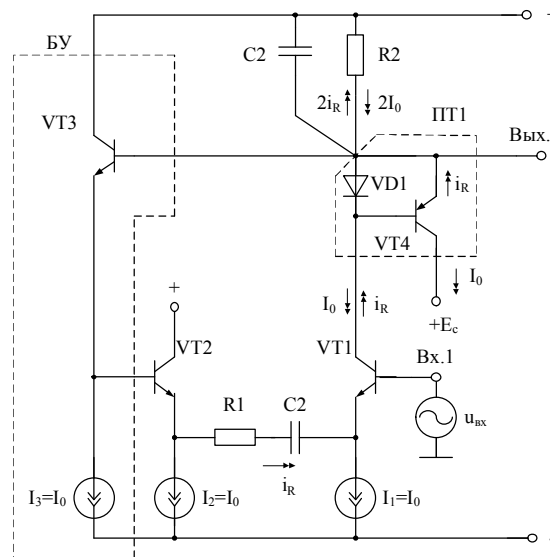 +
БУ
C2
R2
2i_R
2I_0
ПТ1
VT3
Вых.
VD1
i_R
VT4
I_0
I_0
i_R
+E_c
+
VT2
VT1
Вх.1
R1
C2
u_вх
i_R
I_3=I_0
I_2=I_0
I_1=I_0